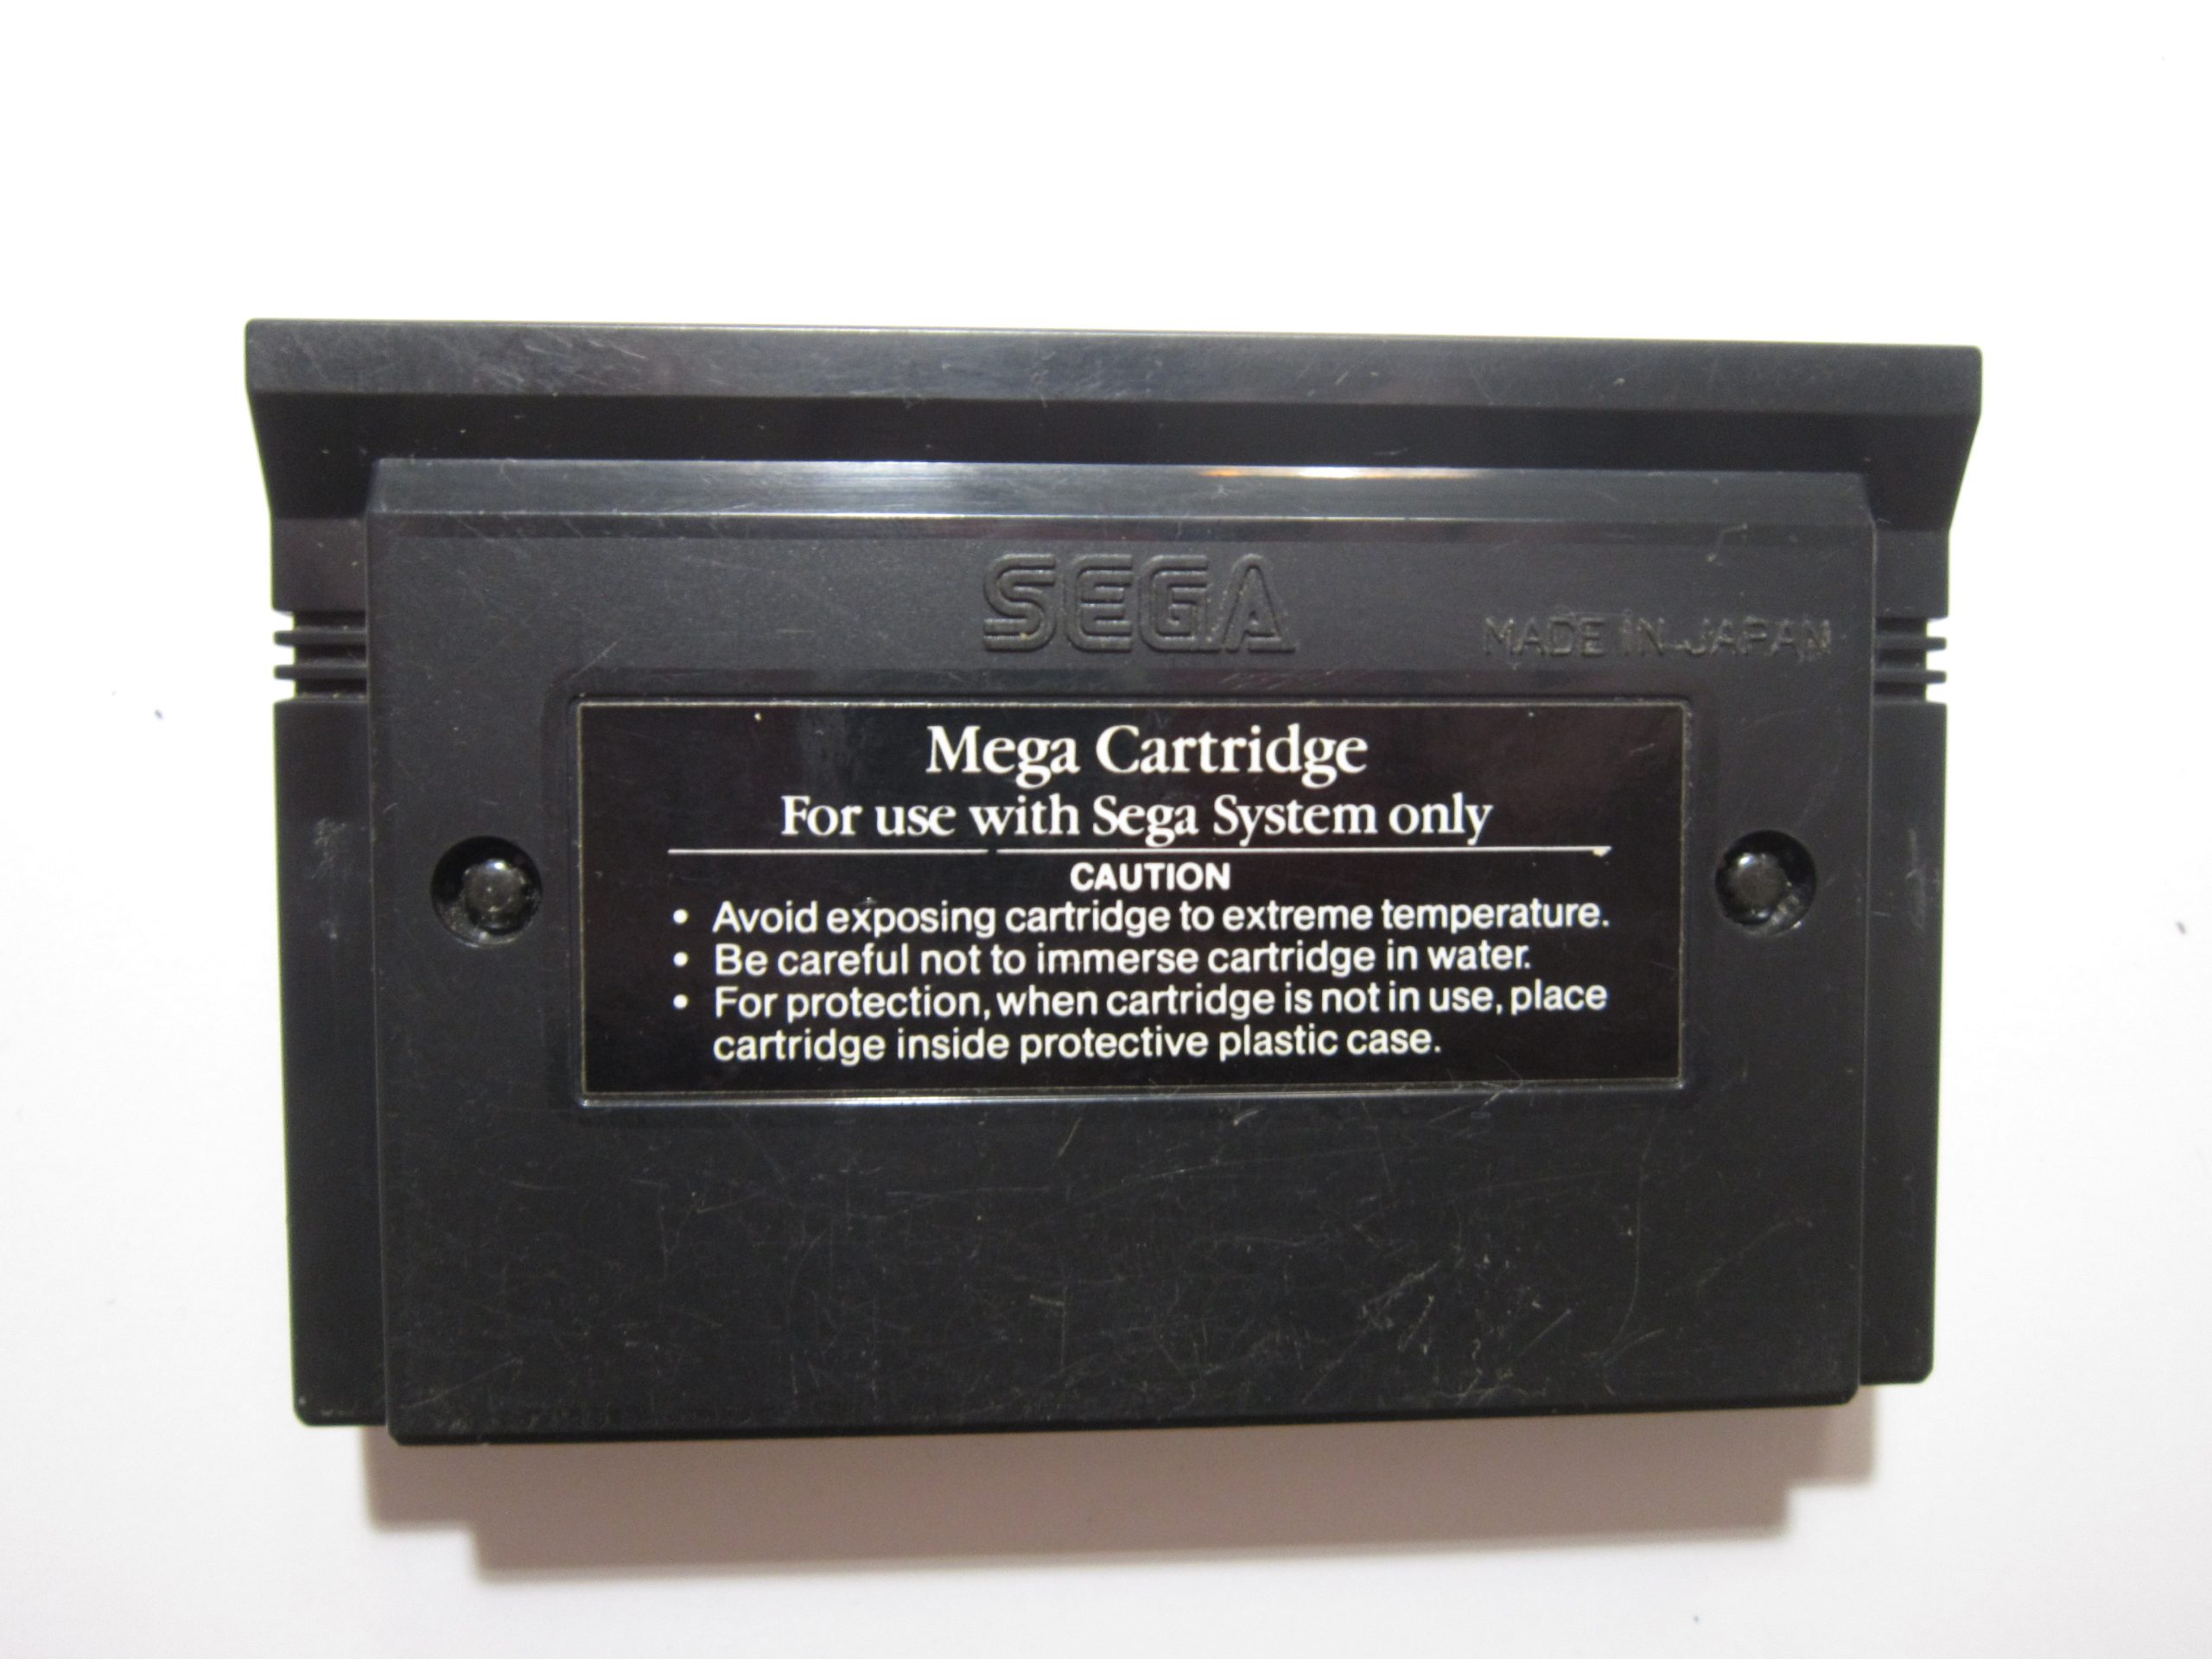 SEGA
MADE IN JAPAN
Mega Cartridge
For use with Sega System only
CAUTION
• Avoid exposing cartridge to extreme temperature.
• Be careful not to immerse cartridge in water.
• For protection, when cartridge is not in use, place
cartridge inside protective plastic case.